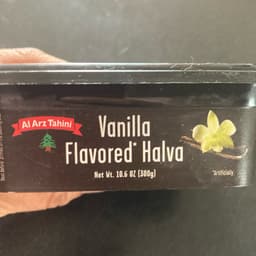 Al Arz Tahini
Vanilla
Flavored* Halva
Net Wt. 10.6 OZ (300g)
*Artificially